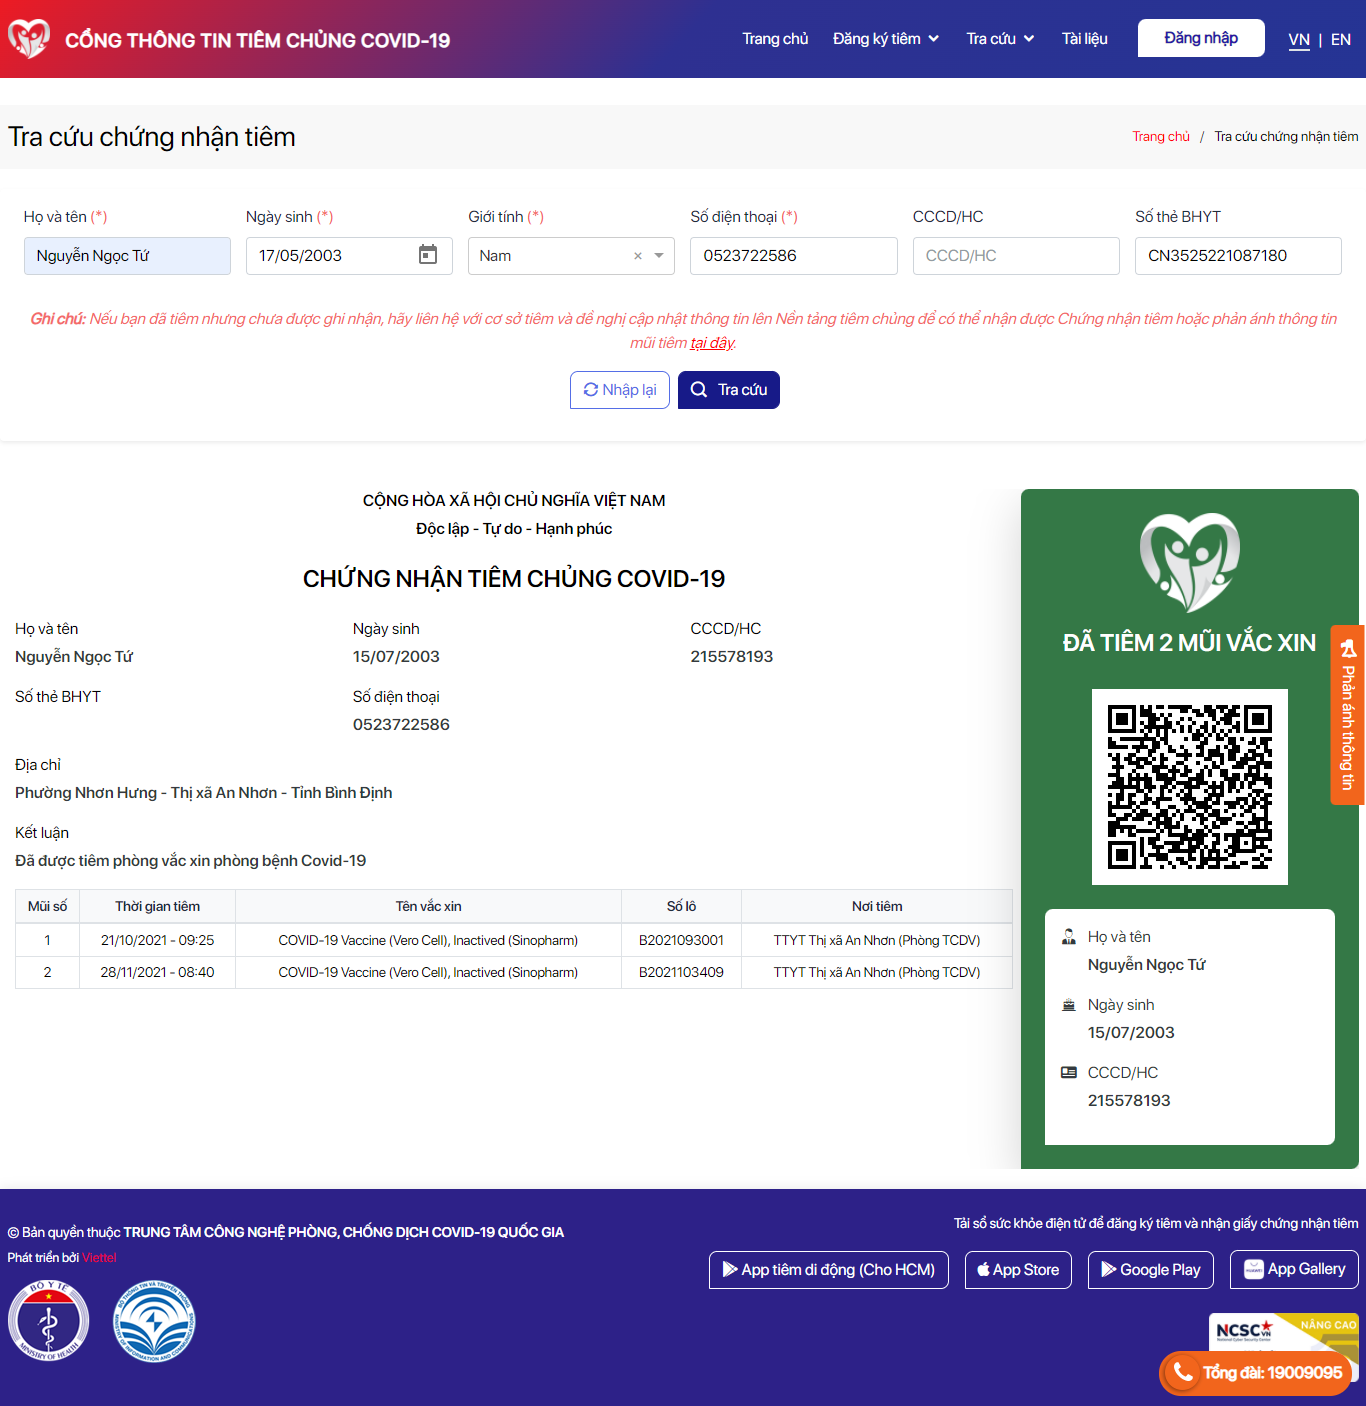 CỔNG THÔNG TIN TIÊM CHỦNG COVID-19
Trang chủ Đăng ký tiêm Tra cứu Tài liệu Đăng nhập VN | EN
Tra cứu chứng nhận tiêm
Trang chủ / Tra cứu chứng nhận tiêm
Họ và tên (*) Ngày sinh (*) Giới tính (*) Số điện thoại (*) CCCD/HC Số thẻ BHYT
Nguyễn Ngọc Tứ 17/05/2003 Nam × 0523722586 CCCD/HC CN3525221087180
Ghi chú: Nếu bạn đã tiêm nhưng chưa được ghi nhận, hãy liên hệ với cơ sở tiêm và đề nghị cập nhật thông tin lên Nền tảng tiêm chủng để có thể nhận được Chứng nhận tiêm hoặc phản ánh thông tin
mũi tiêm tại đây.
Nhập lại Tra cứu
CỘNG HÒA XÃ HỘI CHỦ NGHĨA VIỆT NAM
Độc lập - Tự do - Hạnh phúc
CHỨNG NHẬN TIÊM CHỦNG COVID-19
Họ và tên Ngày sinh CCCD/HC
Nguyễn Ngọc Tứ 15/07/2003 215578193
Số thẻ BHYT Số điện thoại
0523722586
Địa chỉ
Phường Nhơn Hưng - Thị xã An Nhơn - Tỉnh Bình Định
Kết luận
Đã được tiêm phòng vắc xin phòng bệnh Covid-19
Mũi số Thời gian tiêm Tên vắc xin Số lô Nơi tiêm
1 21/10/2021 - 09:25 COVID-19 Vaccine (Vero Cell), Inactived (Sinopharm) B2021093001 TTYT Thị xã An Nhơn (Phòng TCDV)
2 28/11/2021 - 08:40 COVID-19 Vaccine (Vero Cell), Inactived (Sinopharm) B2021103409 TTYT Thị xã An Nhơn (Phòng TCDV)
ĐÃ TIÊM 2 MŨI VẮC XIN
Phản ánh thông tin
Họ và tên
Nguyễn Ngọc Tứ
Ngày sinh
15/07/2003
CCCD/HC
215578193
© Bản quyền thuộc TRUNG TÂM CÔNG NGHỆ PHÒNG, CHỐNG DỊCH COVID-19 QUỐC GIA
Phát triển bởi Viettel
BỘ Y TẾ
MINISTRY OF HEALTH
Tải sổ sức khỏe điện tử để đăng ký tiêm và nhận giấy chứng nhận tiêm
App tiêm di động (Cho HCM) App Store Google Play App Gallery
NCSC VN NÂNG CAO
Tổng đài: 19009095